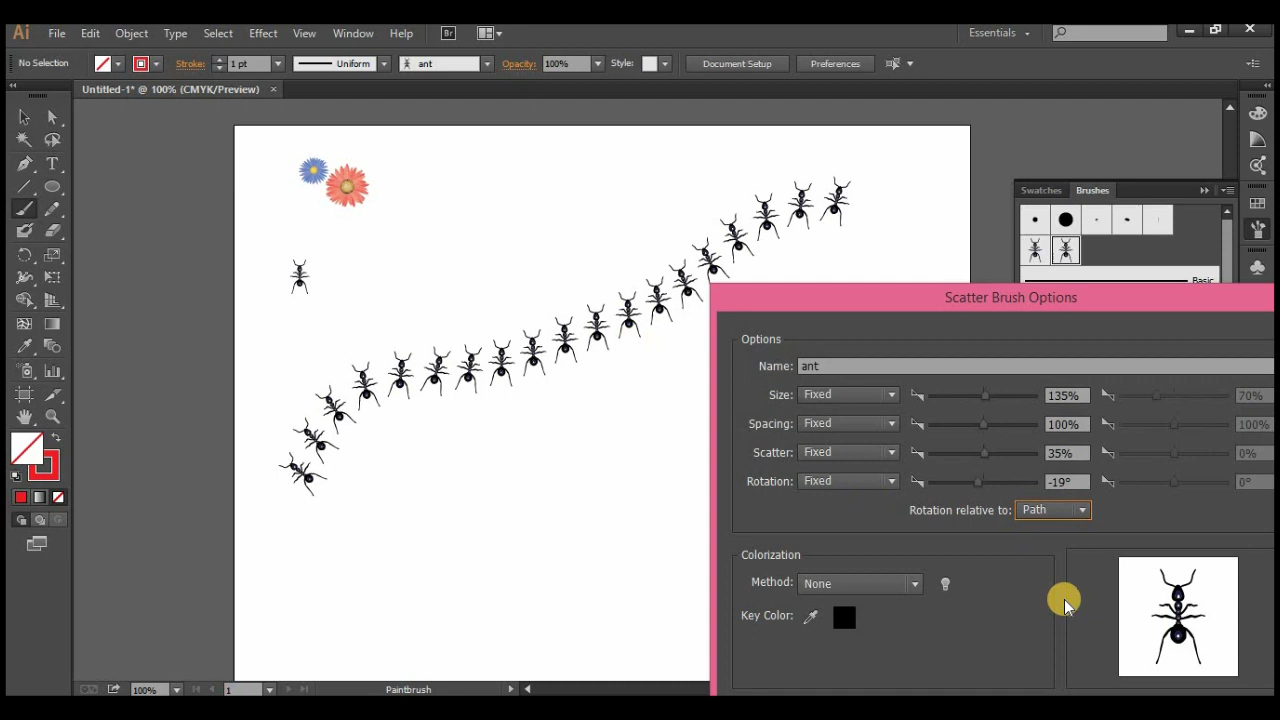 Ai File Edit Object Type Select Effect View Window Help Br Essentials
No Selection Stroke: 1 pt Uniform ant Opacity: 100% Style: Document Setup Preferences
Untitled-1* @ 100% (CMYK/Preview) ×
Swatches Brushes
Basic
Scatter Brush Options
Options
Name: ant
Size: Fixed 135% 70%
Spacing: Fixed 100% 100%
Scatter: Fixed 35% 0%
Rotation: Fixed -19° 0°
Rotation relative to: Path
Colorization
Method: None
Key Color:
100% 1 Paintbrush